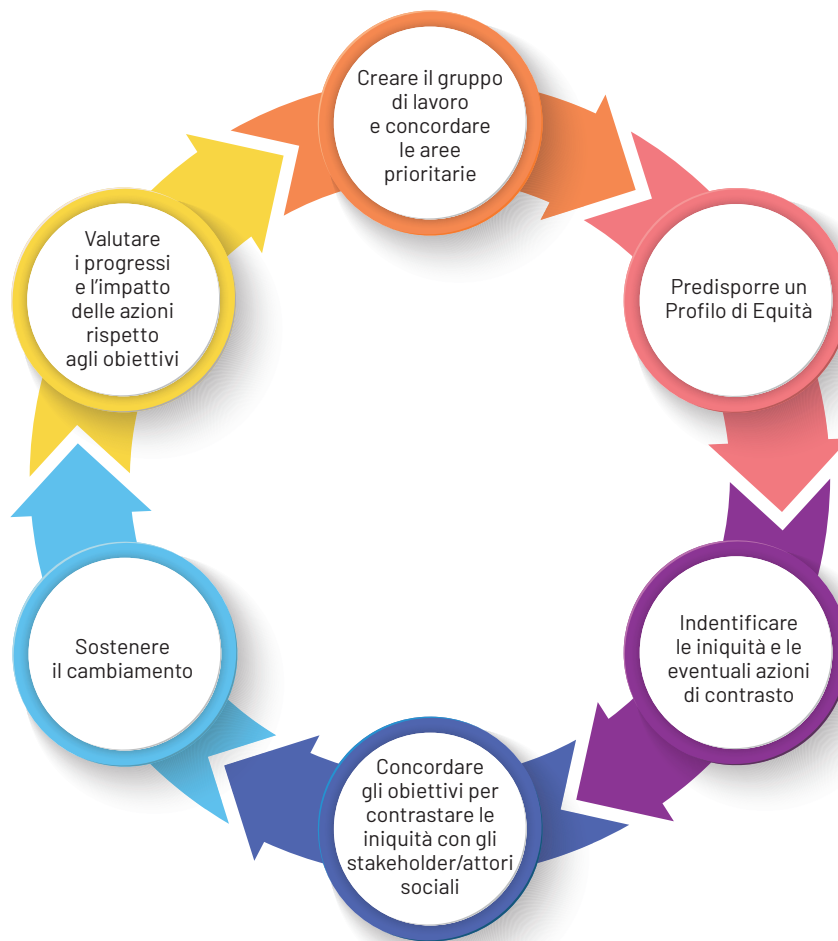 Creare il gruppo
di lavoro
e concordare
le aree
prioritarie
Predisporre un
Profilo di Equità
Indentificare
le iniquità e le
eventuali azioni
di contrasto
Concordare
gli obiettivi per
contrastare le
iniquità con gli
stakeholder/attori
sociali
Sostenere
il cambiamento
Valutare
i progressi
e l’impatto
delle azioni
rispetto
agli obiettivi